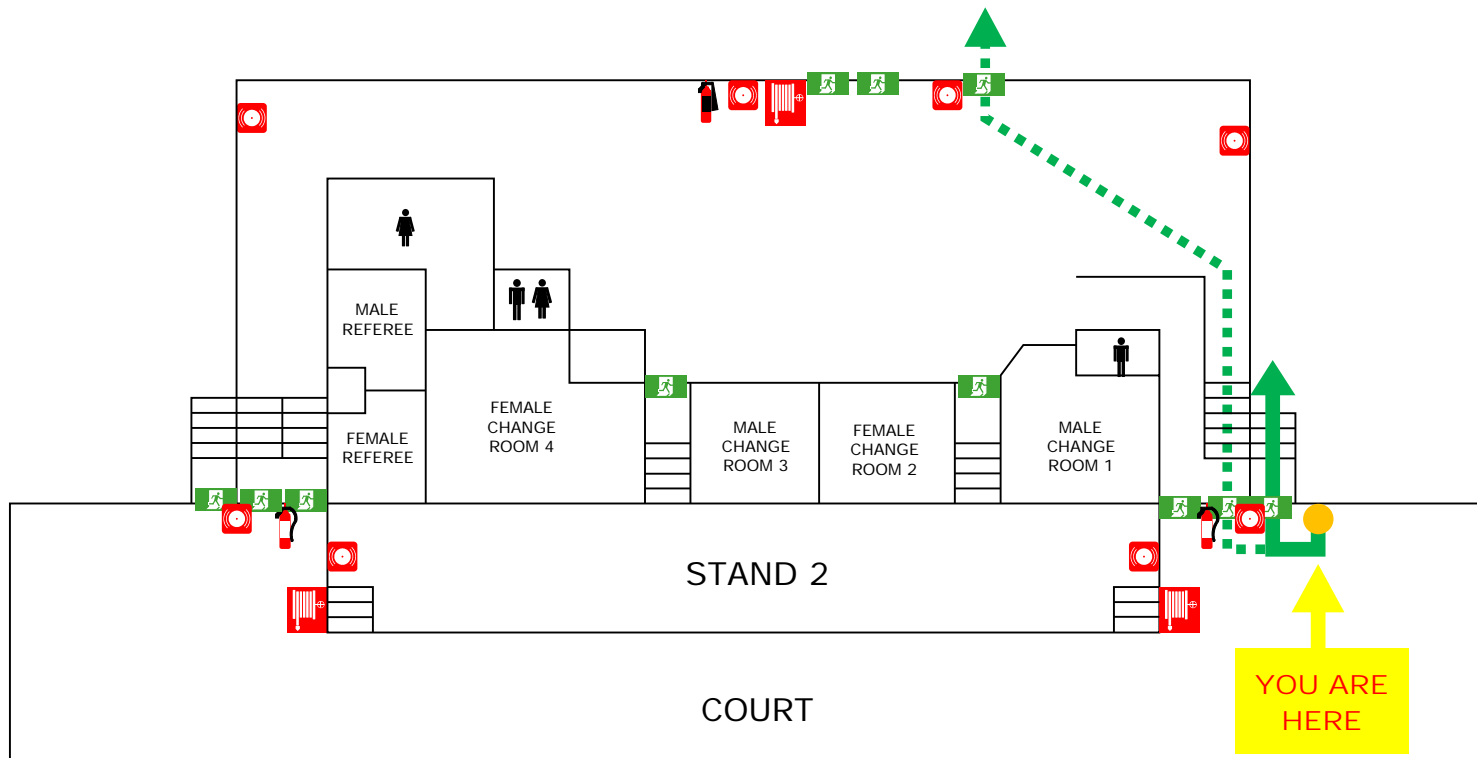 MALE
REFEREE
FEMALE
REFEREE
FEMALE
CHANGE
ROOM 4
MALE
CHANGE
ROOM 3
FEMALE
CHANGE
ROOM 2
MALE
CHANGE
ROOM 1
STAND 2
COURT
YOU ARE
HERE